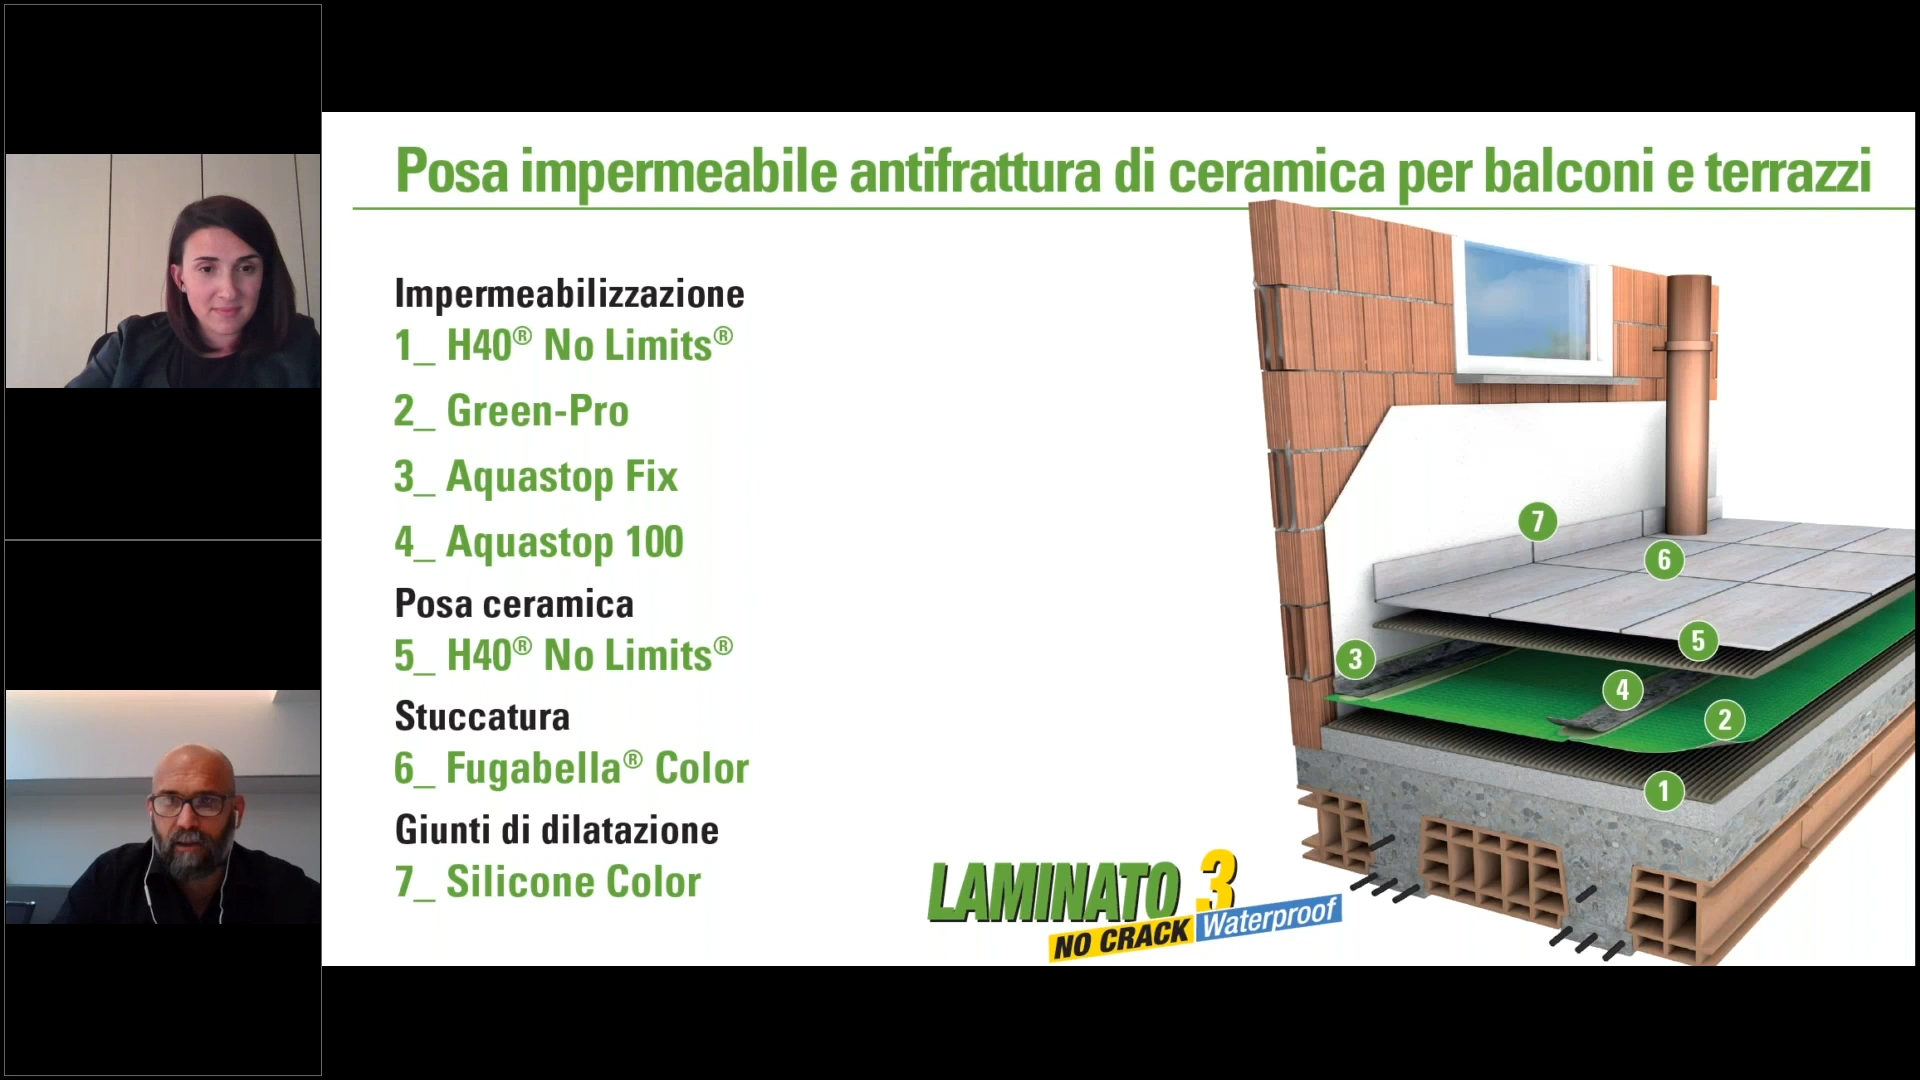 Posa impermeabile antifrattura di ceramica per balconi e terrazzi
Impermeabilizzazione
1_ H40® No Limits®
2_ Green-Pro
3_ Aquastop Fix
4_ Aquastop 100
Posa ceramica
5_ H40® No Limits®
Stuccatura
6_ Fugabella® Color
Giunti di dilatazione
7_ Silicone Color
LAMINATO 3
NO CRACK Waterproof
7
6
5
3
4
2
1